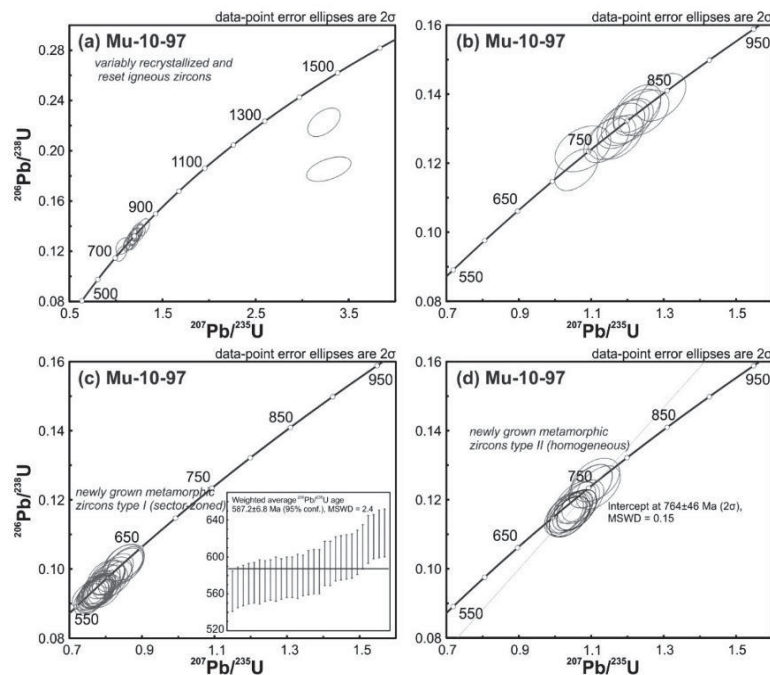 data-point error ellipses are 2σ
(a) Mu-10-97
variably recrystallized and
reset igneous zircons
0.28
0.24
0.20
0.16
0.12
0.08
²⁰⁶Pb/²³⁸U
500
700
900
1100
1300
1500
0.5
1.5
2.5
3.5
²⁰⁷Pb/²³⁵U
data-point error ellipses are 2σ
(b) Mu-10-97
0.16
0.14
0.12
0.10
0.08
550
650
750
850
950
0.7
0.9
1.1
1.3
1.5
²⁰⁷Pb/²³⁵U
data-point error ellipses are 2σ
(c) Mu-10-97
0.16
0.14
0.12
0.10
0.08
²⁰⁶Pb/²³⁸U
newly grown metamorphic
zircons type I (sector-zoned)
550
650
750
850
950
Weighted average ²⁰⁶Pb/²³⁸U age
587.2±6.8 Ma (95% conf.), MSWD = 2.4
640
600
560
520
0.7
0.9
1.1
1.3
1.5
²⁰⁷Pb/²³⁵U
data-point error ellipses are 2σ
(d) Mu-10-97
0.16
0.14
0.12
0.10
0.08
newly grown metamorphic
zircons type II (homogeneous)
550
650
750
850
950
Intercept at 764±46 Ma (2σ),
MSWD = 0.15
0.7
0.9
1.1
1.3
1.5
²⁰⁷Pb/²³⁵U